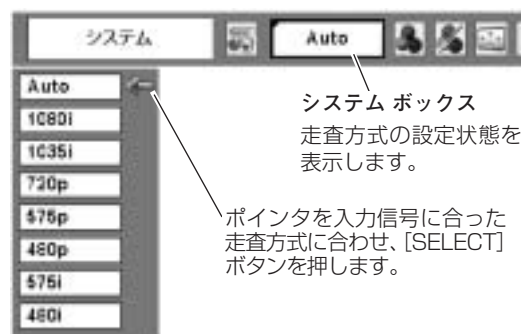 システム
Auto
Auto
1080i
1035i
720p
575p
480p
575i
480i
システム ボックス
走査方式の設定状態を
表示します。
ポインタを入力信号に合った
走査方式に合わせ、[SELECT]
ボタンを押します。